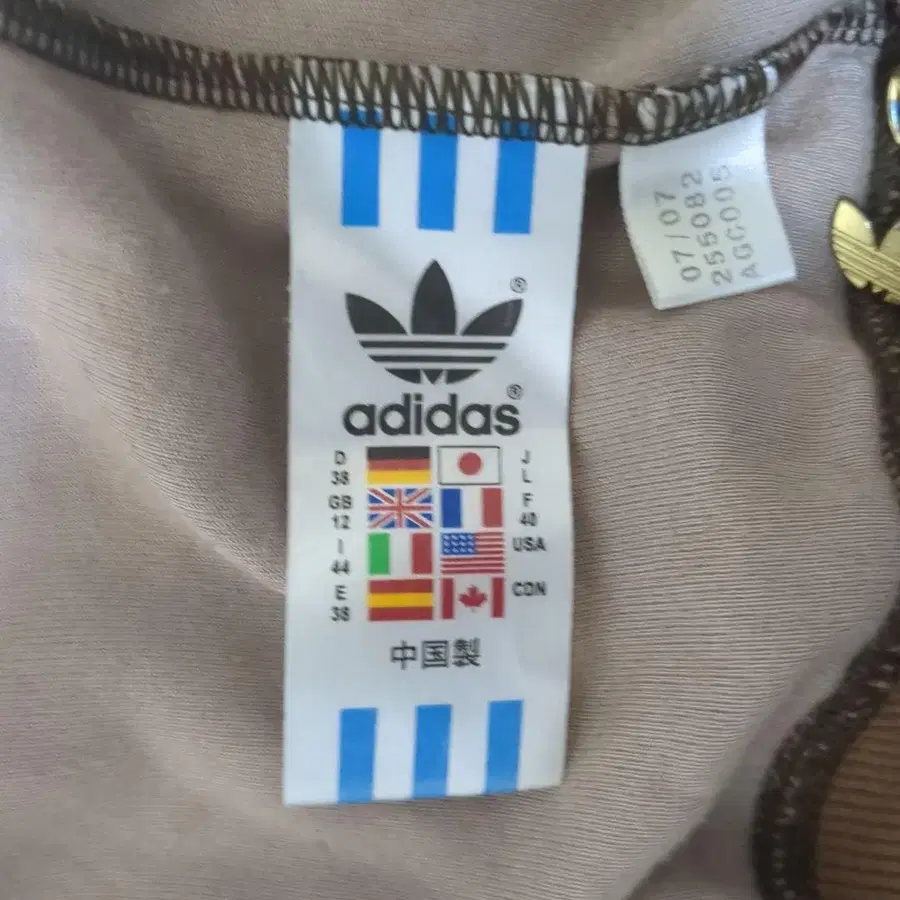 ®
adidas®
D 38
J L
GB 12
F 40
I 44
USA
E 38
CDN
中国製
07/07
255082
AGC005